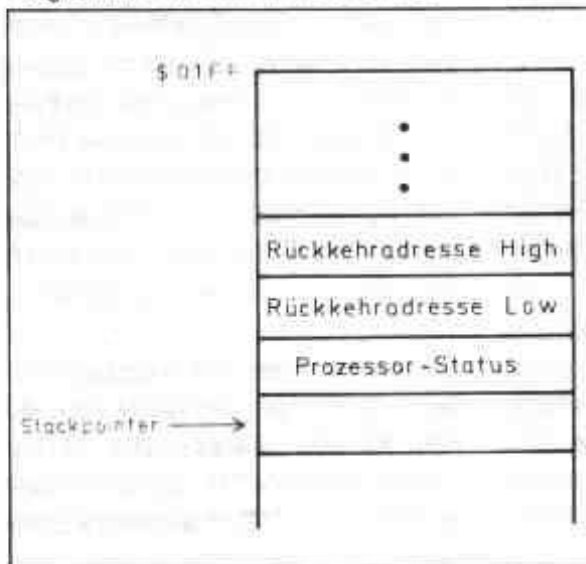 $ 01FF
Rückkehradresse High
Rückkehradresse Low
Prozessor-Status
Stackpointer